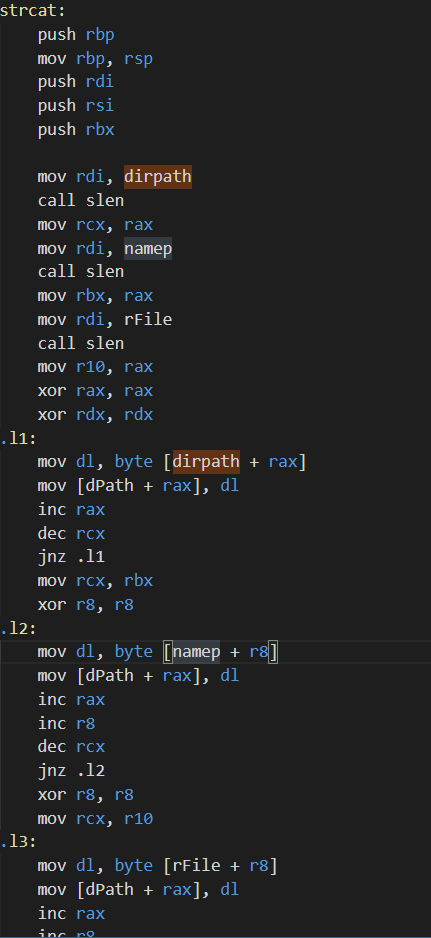 strcat:
    push rbp
    mov rbp, rsp
    push rdi
    push rsi
    push rbx

    mov rdi, dirpath
    call slen
    mov rcx, rax
    mov rdi, namep
    call slen
    mov rbx, rax
    mov rdi, rFile
    call slen
    mov r10, rax
    xor rax, rax
    xor rdx, rdx
.l1:
    mov dl, byte [dirpath + rax]
    mov [dPath + rax], dl
    inc rax
    dec rcx
    jnz .l1
    mov rcx, rbx
    xor r8, r8
.l2:
    mov dl, byte [namep + r8]
    mov [dPath + rax], dl
    inc rax
    inc r8
    dec rcx
    jnz .l2
    xor r8, r8
    mov rcx, r10
.l3:
    mov dl, byte [rFile + r8]
    mov [dPath + rax], dl
    inc rax
    inc r8